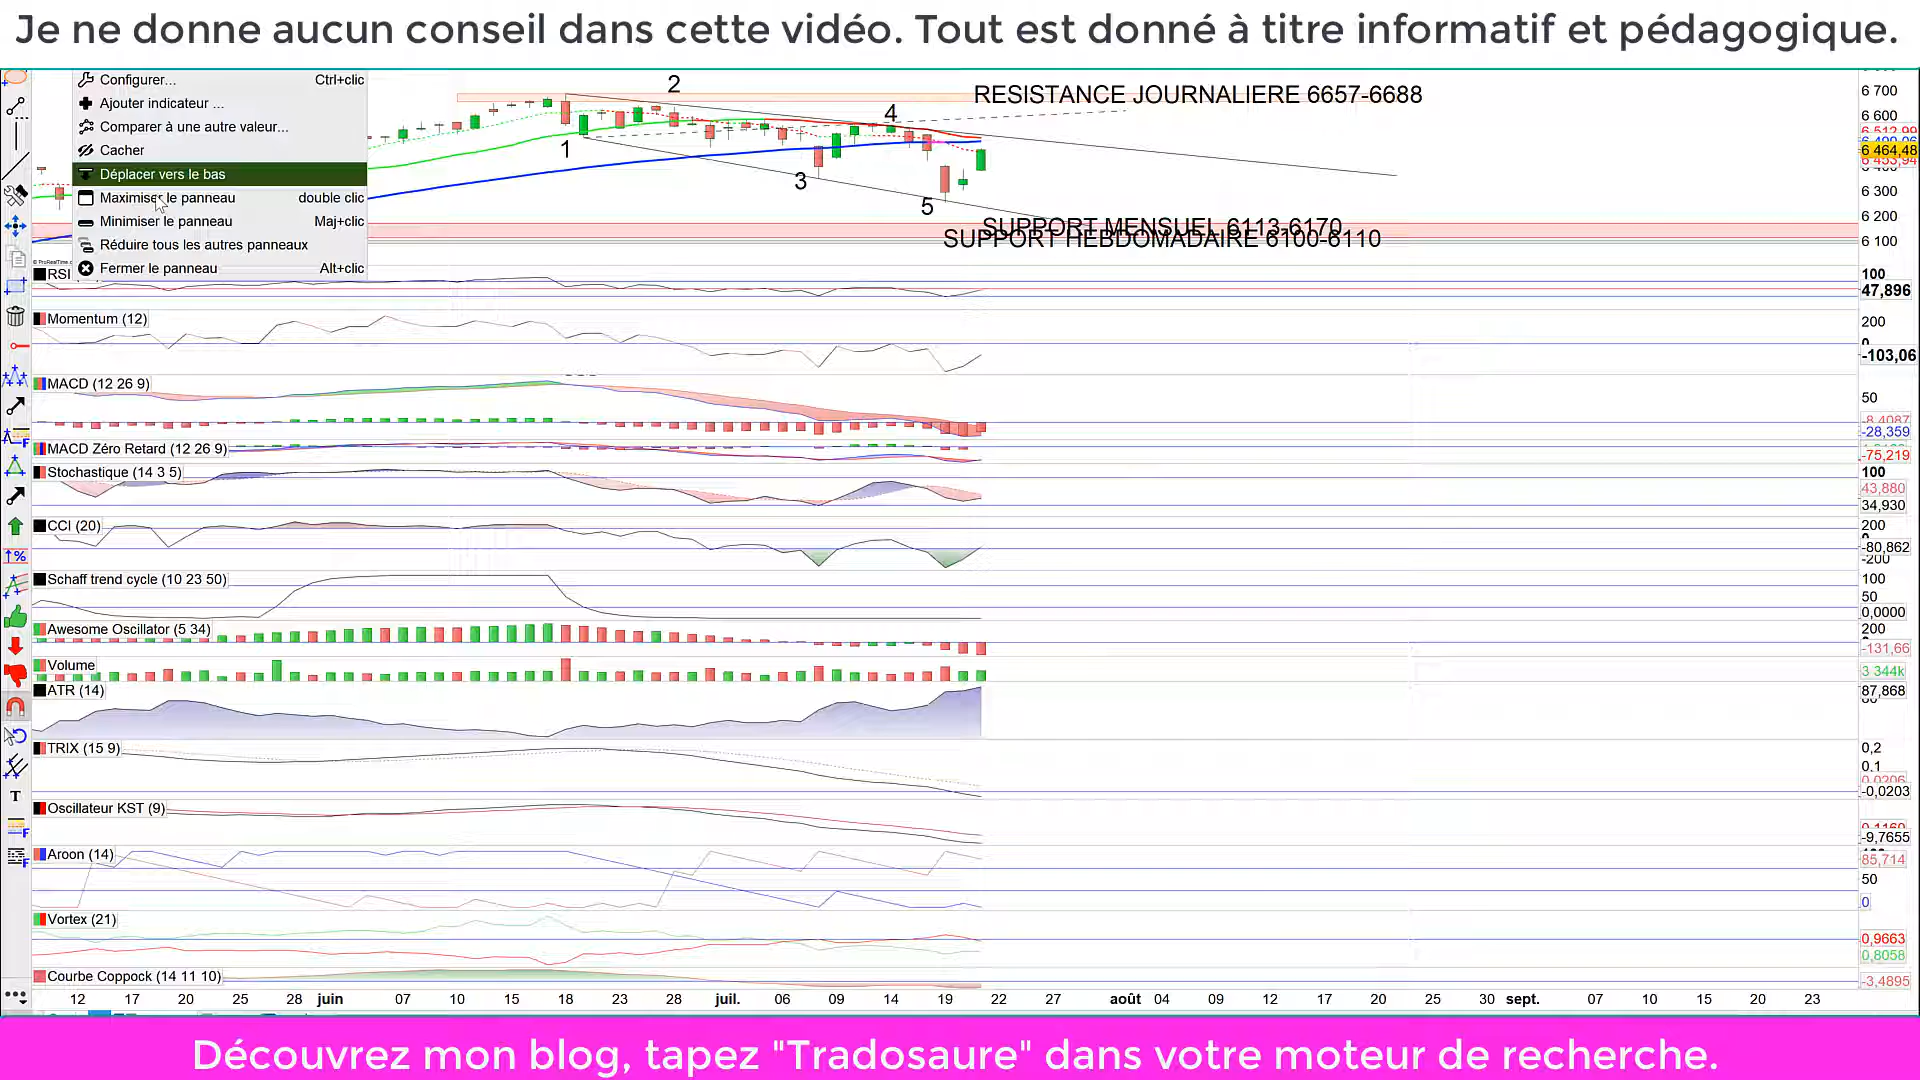 Je ne donne aucun conseil dans cette vidéo. Tout est donné à titre informatif et pédagogique.
Configurer... Ctrl+clic
Ajouter indicateur ...
Comparer à une autre valeur...
Cacher
Déplacer vers le bas
Maximiser le panneau double clic
Minimiser le panneau Maj+clic
Réduire tous les autres panneaux
Fermer le panneau Alt+clic
1
2
3
4
5
RESISTANCE JOURNALIERE 6657-6688
SUPPORT MENSUEL 6113-6170
SUPPORT HEBDOMADAIRE 6100-6110
6 700
6 600
6 464,48
6 300
6 200
6 100
© ProRealTime.com
RSI
100
47,896
Momentum (12)
200
0
-103,06
MACD (12 26 9)
50
-8,4087
-28,359
MACD Zéro Retard (12 26 9)
-75,219
Stochastique (14 3 5)
100
43,880
34,930
CCI (20)
200
-80,862
-200
Schaff trend cycle (10 23 50)
100
50
0,0000
Awesome Oscillator (5 34)
200
-131,66
Volume
3 344k
ATR (14)
87,868
TRIX (15 9)
0,2
0,1
0,0206
-0,0203
Oscillateur KST (9)
-9,7655
Aroon (14)
85,714
50
0
Vortex (21)
0,9663
0,8058
Courbe Coppock (14 11 10)
-3,4895
12 17 20 25 28 juin 07 10 15 18 23 28 juil. 06 09 14 19 22 27 août 04 09 12 17 20 25 30 sept. 07 10 15 20 23
Découvrez mon blog, tapez "Tradosaure" dans votre moteur de recherche.